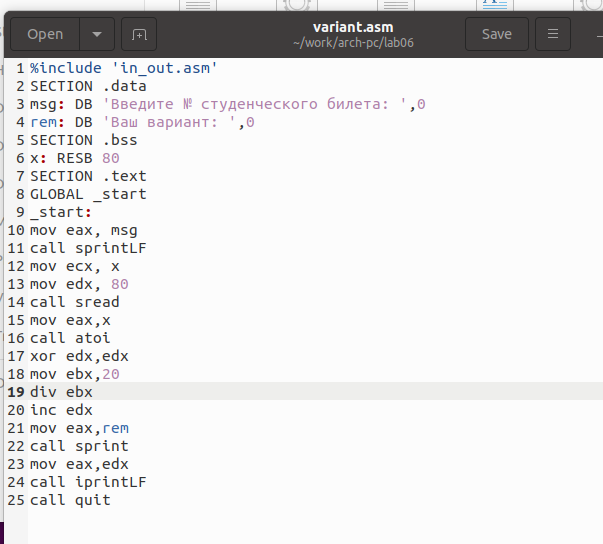 Open
variant.asm
~/work/arch-pc/lab06
Save
1 %include 'in_out.asm'
2 SECTION .data
3 msg: DB 'Введите № студенческого билета: ',0
4 rem: DB 'Ваш вариант: ',0
5 SECTION .bss
6 x: RESB 80
7 SECTION .text
8 GLOBAL _start
9 _start:
10 mov eax, msg
11 call sprintLF
12 mov ecx, x
13 mov edx, 80
14 call sread
15 mov eax,x
16 call atoi
17 xor edx,edx
18 mov ebx,20
19 div ebx
20 inc edx
21 mov eax,rem
22 call sprint
23 mov eax,edx
24 call iprintLF
25 call quit